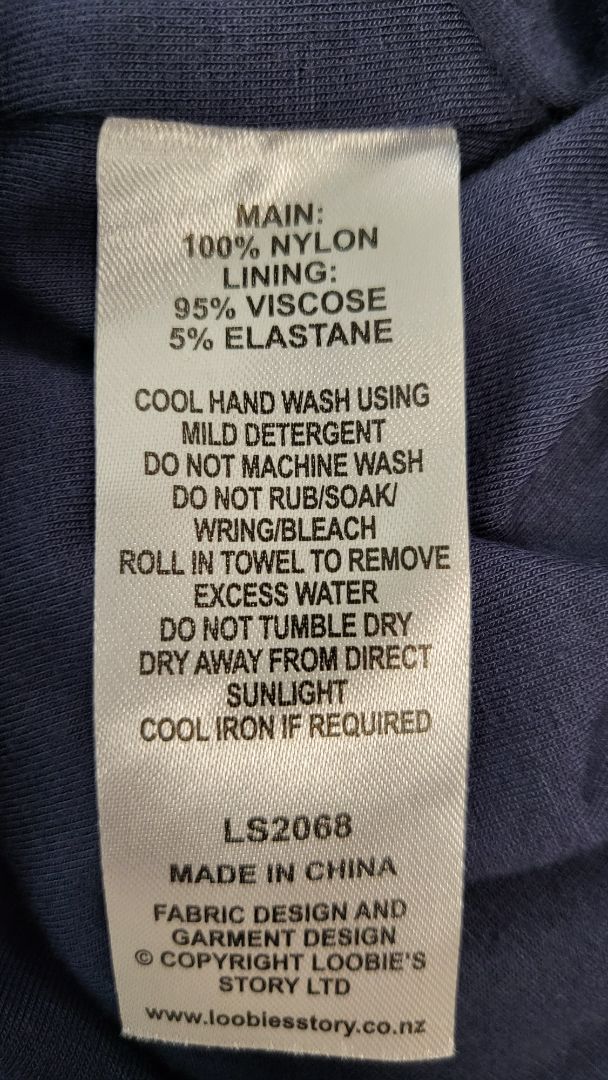 MAIN:
100% NYLON
LINING:
95% VISCOSE
5% ELASTANE
COOL HAND WASH USING
MILD DETERGENT
DO NOT MACHINE WASH
DO NOT RUB/SOAK/
WRING/BLEACH
ROLL IN TOWEL TO REMOVE
EXCESS WATER
DO NOT TUMBLE DRY
DRY AWAY FROM DIRECT
SUNLIGHT
COOL IRON IF REQUIRED
LS2068
MADE IN CHINA
FABRIC DESIGN AND
GARMENT DESIGN
© COPYRIGHT LOOBIE'S
STORY LTD
www.loobiesstory.co.nz